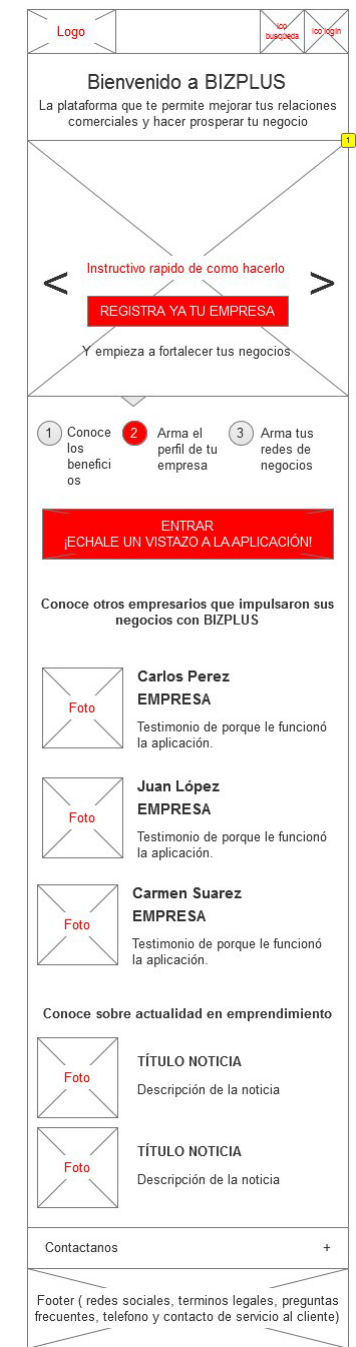 Logo
ico
busqueda
ico login
Bienvenido a BIZPLUS
La plataforma que te permite mejorar tus relaciones
comerciales y hacer prosperar tu negocio
1
<
>
Instructivo rapido de como hacerlo
REGISTRA YA TU EMPRESA
Y empieza a fortalecer tus negocios
1
Conoce
los
benefici
os
2
Arma el
perfil de tu
empresa
3
Arma tus
redes de
negocios
ENTRAR
¡ECHALE UN VISTAZO A LA APLICACIÓN!
Conoce otros empresarios que impulsaron sus
negocios con BIZPLUS
Foto
Carlos Perez
EMPRESA
Testimonio de porque le funcionó
la aplicación.
Foto
Juan López
EMPRESA
Testimonio de porque le funcionó
la aplicación.
Foto
Carmen Suarez
EMPRESA
Testimonio de porque le funcionó
la aplicación.
Conoce sobre actualidad en emprendimiento
Foto
TÍTULO NOTICIA
Descripción de la noticia
Foto
TÍTULO NOTICIA
Descripción de la noticia
Contactanos +
Footer ( redes sociales, terminos legales, preguntas
frecuentes, telefono y contacto de servicio al cliente)